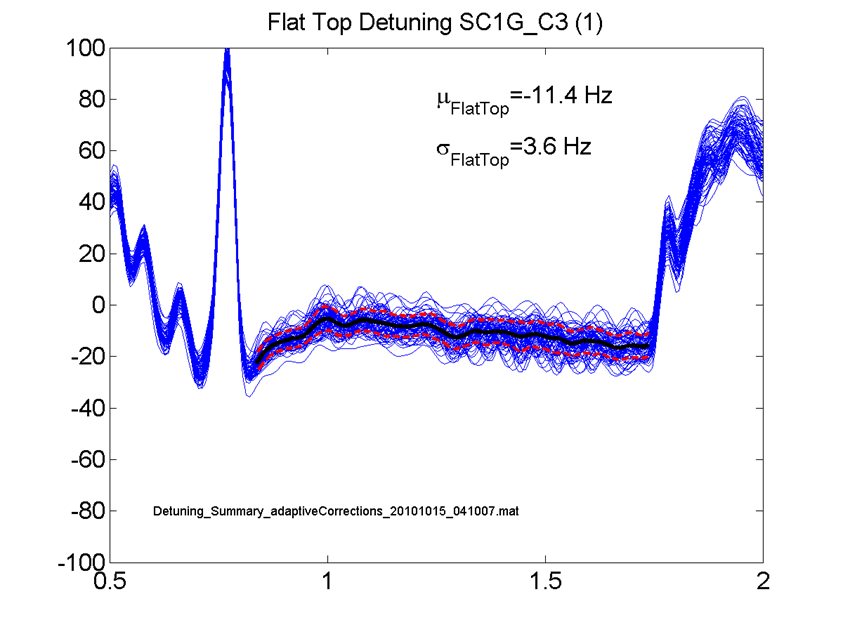 Flat Top Detuning SC1G_C3 (1)
100
80
60
40
20
0
-20
-40
-60
-80
-100
μFlatTop=-11.4 Hz
σFlatTop=3.6 Hz
Detuning_Summary_adaptiveCorrections_20101015_041007.mat
0.5 1 1.5 2